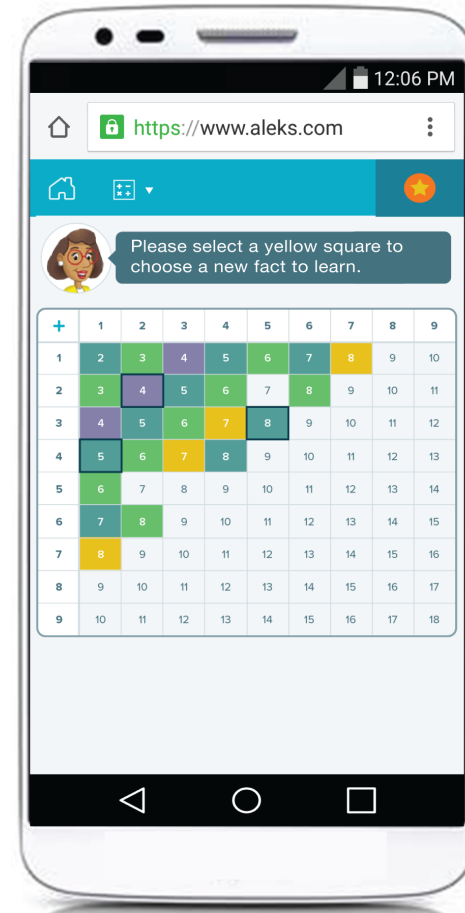 12:06 PM
https://www.aleks.com
Please select a yellow square to
choose a new fact to learn.
+ 1 2 3 4 5 6 7 8 9
1 2 3 4 5 6 7 8 9 10
2 3 4 5 6 7 8 9 10 11
3 4 5 6 7 8 9 10 11 12
4 5 6 7 8 9 10 11 12 13
5 6 7 8 9 10 11 12 13 14
6 7 8 9 10 11 12 13 14 15
7 8 9 10 11 12 13 14 15 16
8 9 10 11 12 13 14 15 16 17
9 10 11 12 13 14 15 16 17 18